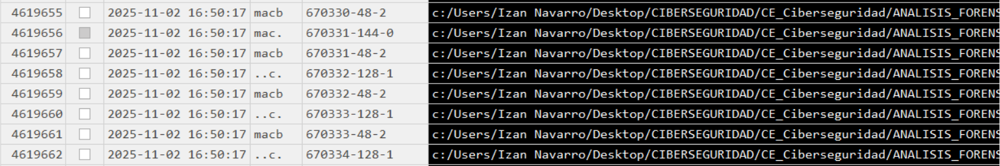 4619655 2025-11-02 16:50:17 macb 670330-48-2 c:/Users/Izan Navarro/Desktop/CIBERSEGURIDAD/CE_Ciberseguridad/ANALISIS_FORENS
4619656 2025-11-02 16:50:17 mac. 670331-144-0 c:/Users/Izan Navarro/Desktop/CIBERSEGURIDAD/CE_Ciberseguridad/ANALISIS_FORENS
4619657 2025-11-02 16:50:17 macb 670331-48-2 c:/Users/Izan Navarro/Desktop/CIBERSEGURIDAD/CE_Ciberseguridad/ANALISIS_FORENS
4619658 2025-11-02 16:50:17 ..c. 670332-128-1 c:/Users/Izan Navarro/Desktop/CIBERSEGURIDAD/CE_Ciberseguridad/ANALISIS_FORENS
4619659 2025-11-02 16:50:17 macb 670332-48-2 c:/Users/Izan Navarro/Desktop/CIBERSEGURIDAD/CE_Ciberseguridad/ANALISIS_FORENS
4619660 2025-11-02 16:50:17 ..c. 670333-128-1 c:/Users/Izan Navarro/Desktop/CIBERSEGURIDAD/CE_Ciberseguridad/ANALISIS_FORENS
4619661 2025-11-02 16:50:17 macb 670333-48-2 c:/Users/Izan Navarro/Desktop/CIBERSEGURIDAD/CE_Ciberseguridad/ANALISIS_FORENS
4619662 2025-11-02 16:50:17 ..c. 670334-128-1 c:/Users/Izan Navarro/Desktop/CIBERSEGURIDAD/CE_Ciberseguridad/ANALISIS_FORENS